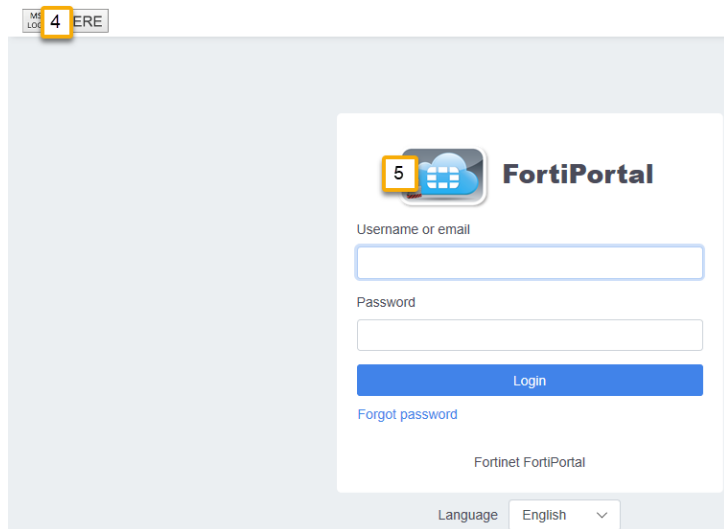 4 ERE
5 FortiPortal
Username or email
Password
Login
Forgot password
Fortinet FortiPortal
Language English